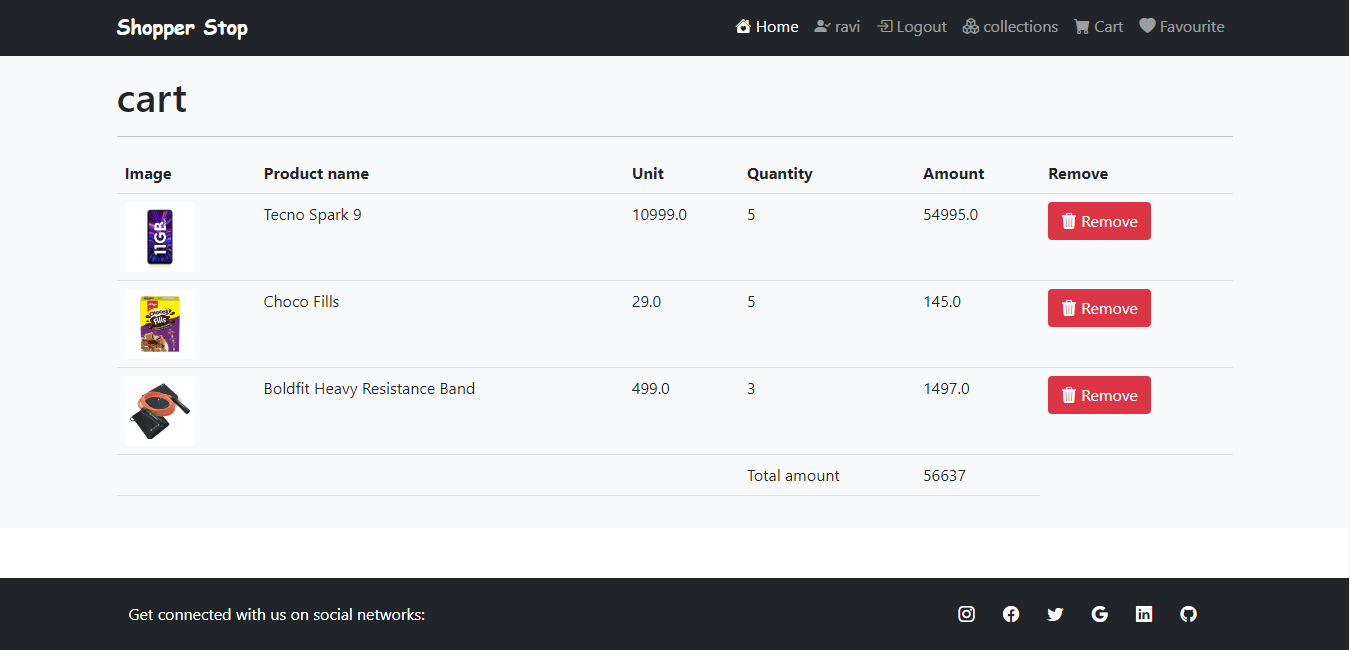 Shopper Stop Home ravi Logout collections Cart Favourite
cart
Image Product name Unit Quantity Amount Remove
11GB
Tecno Spark 9 10999.0 5 54995.0 Remove
Choco Fills 29.0 5 145.0 Remove
Fills
Boldfit Heavy Resistance Band 499.0 3 1497.0 Remove
Total amount 56637
Get connected with us on social networks: